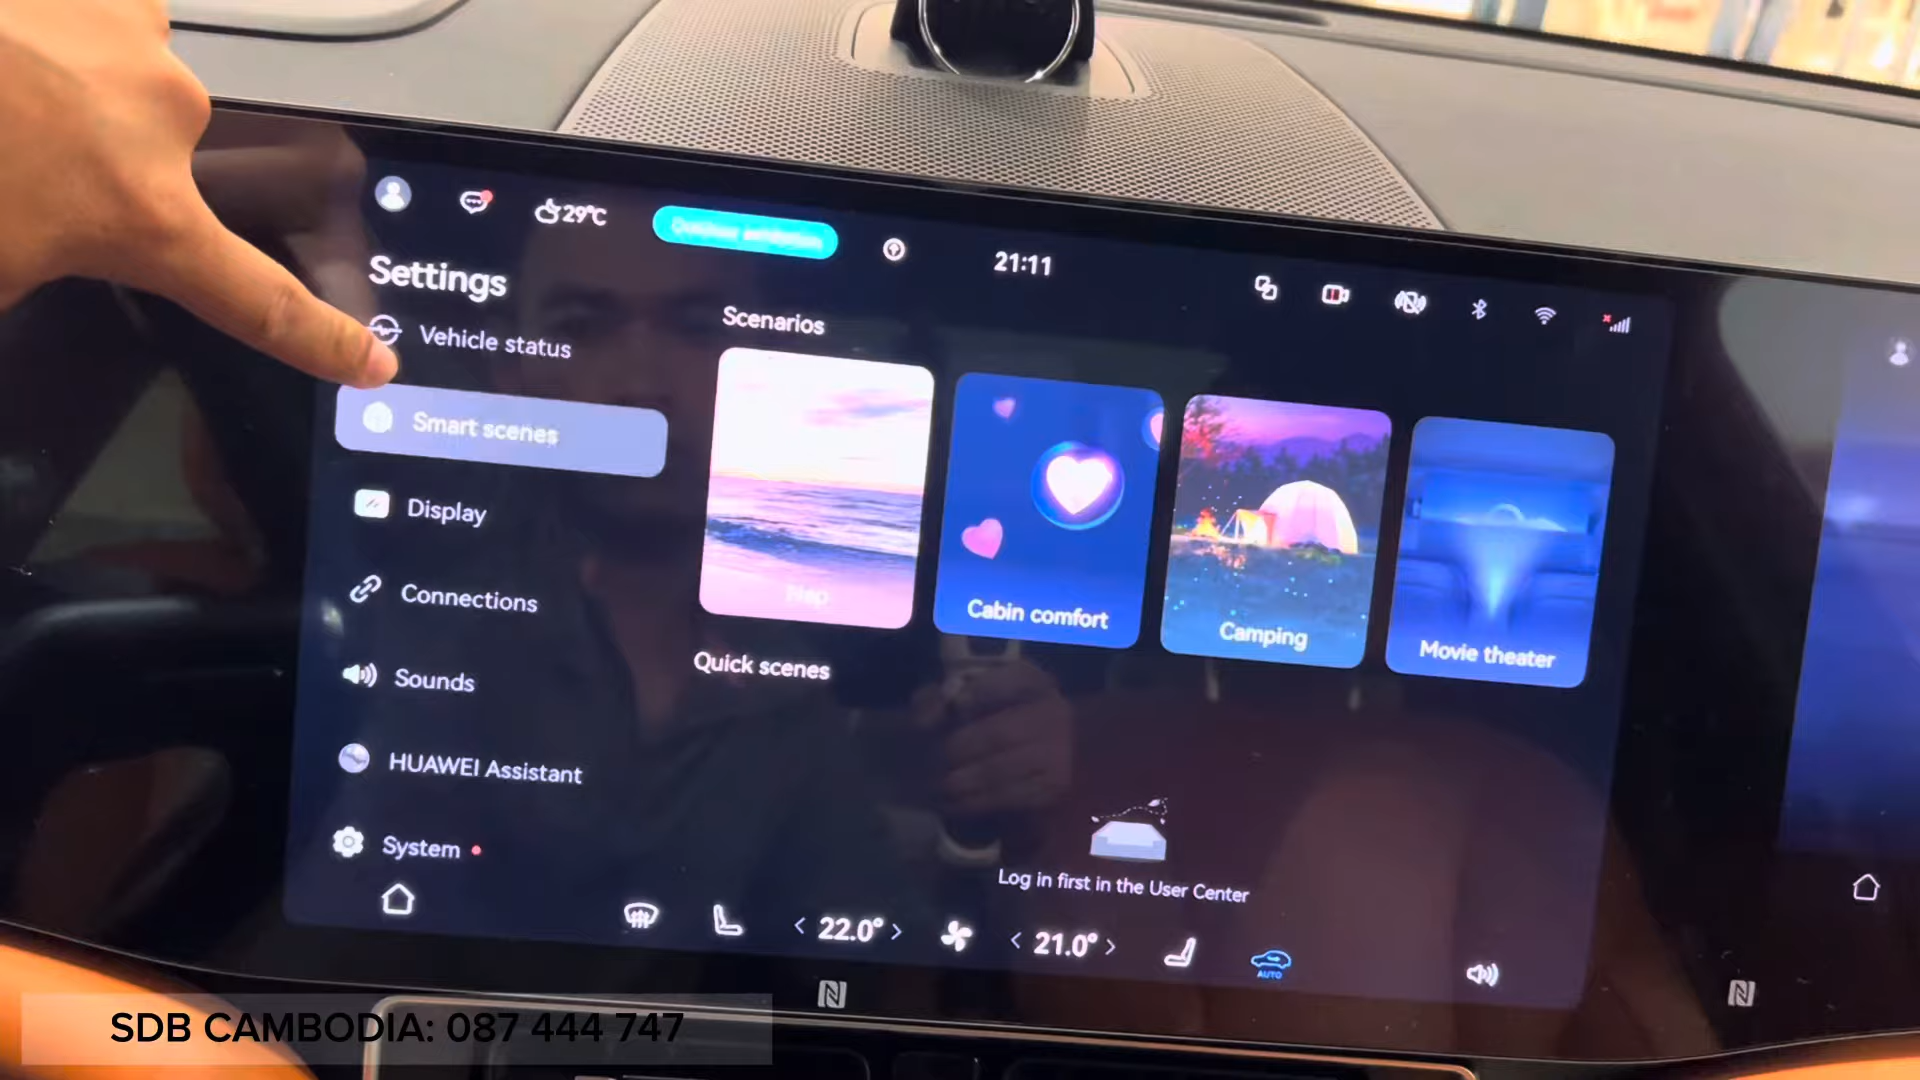 29°C
21:11
Settings
Vehicle status
Smart scenes
Display
Connections
Sounds
HUAWEI Assistant
System
Scenarios
Nap
Cabin comfort
Camping
Movie theater
Quick scenes
Log in first in the User Center
< 22.0° >
< 21.0° >
AUTO
SDB CAMBODIA: 087 444 747